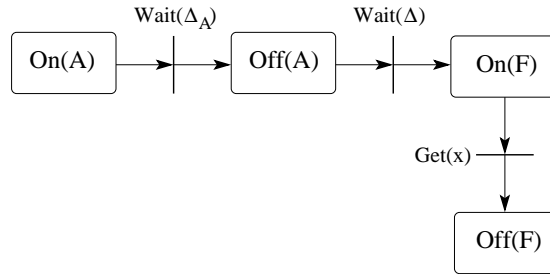 Wait(Δ_A) Wait(Δ)
On(A) Off(A) On(F)
Get(x)
Off(F)